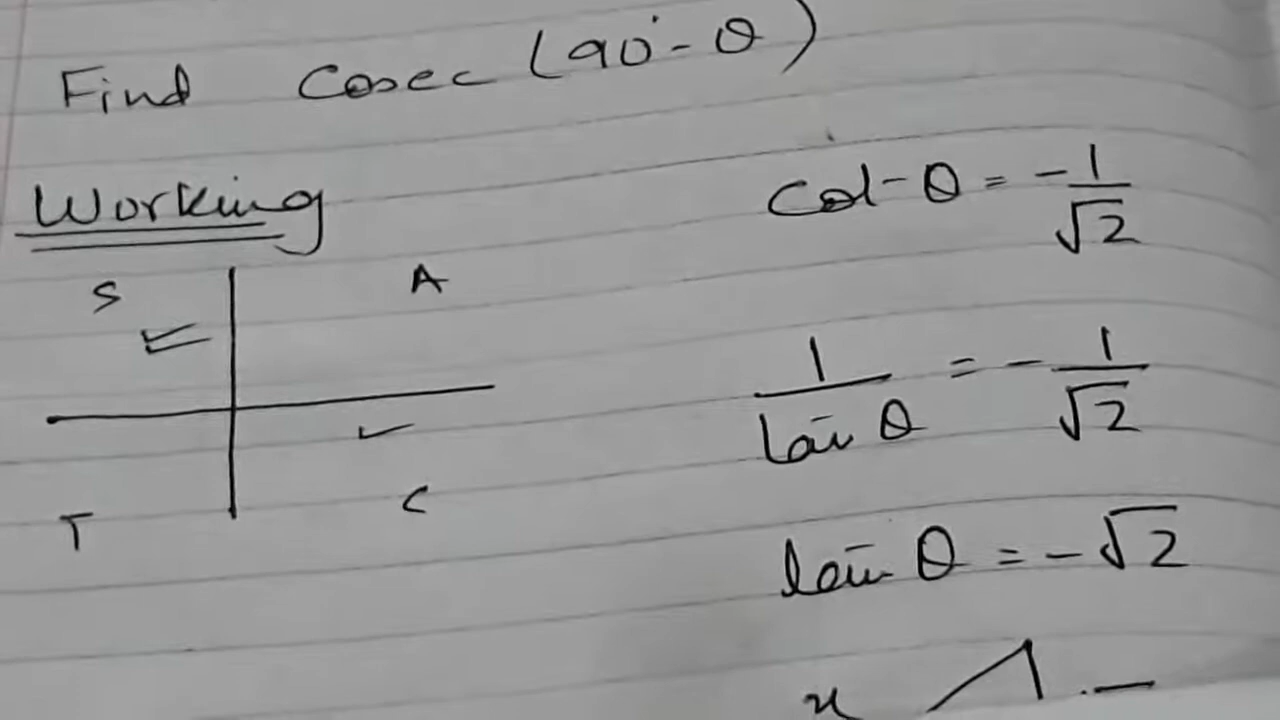 Find Cosec (90° - θ)
Working
S A
T C
Cot θ = - 1/√2
1/tan θ = - 1/√2
tan θ = - √2
x